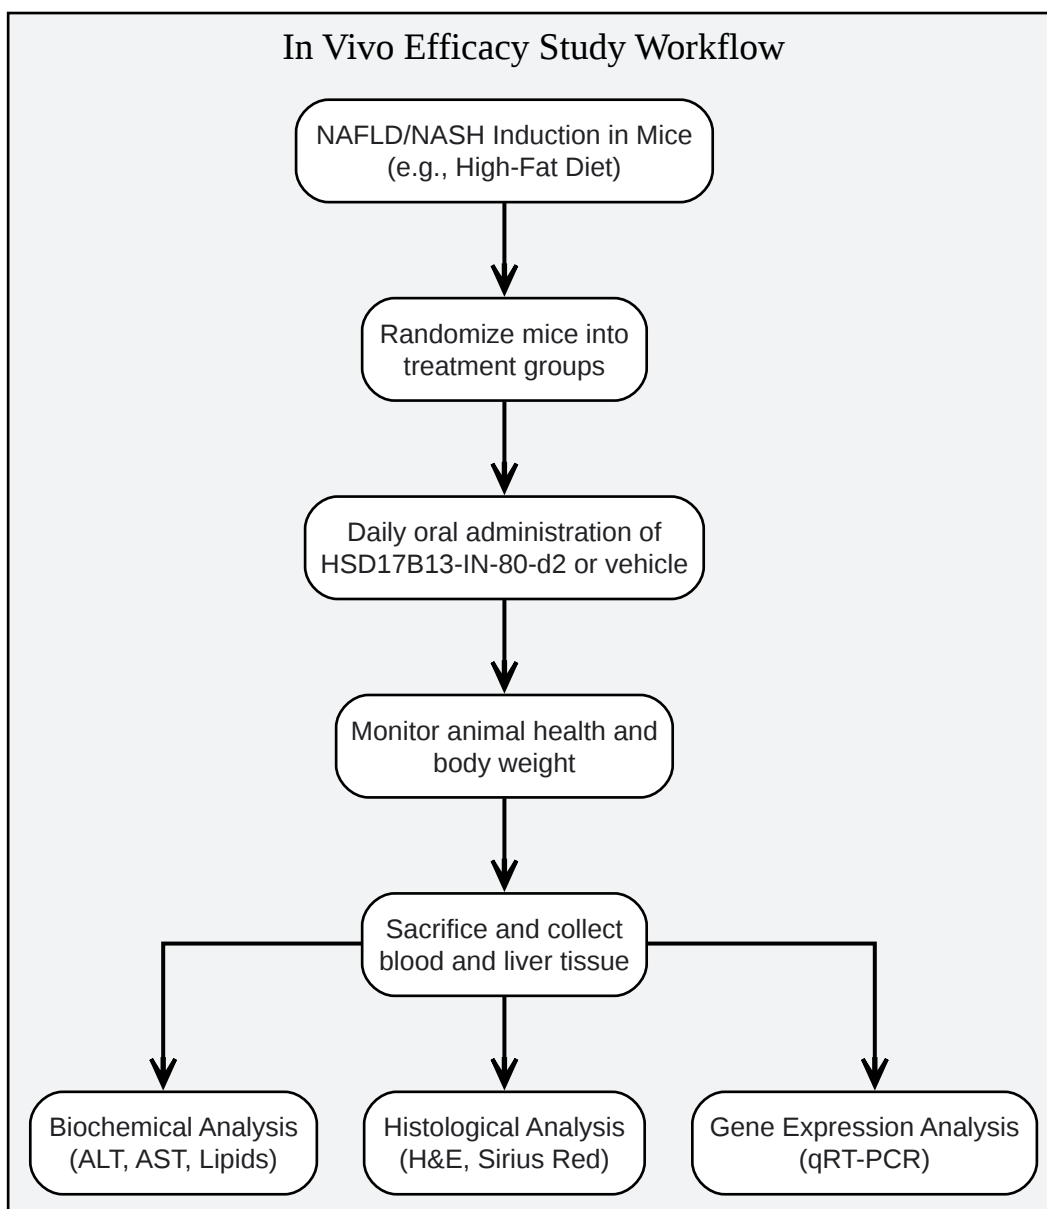 In Vivo Efficacy Study Workflow
NAFLD/NASH Induction in Mice
(e.g., High-Fat Diet)
Randomize mice into
treatment groups
Daily oral administration of
HSD17B13-IN-80-d2 or vehicle
Monitor animal health and
body weight
Sacrifice and collect
blood and liver tissue
Biochemical Analysis
(ALT, AST, Lipids)
Histological Analysis
(H&E, Sirius Red)
Gene Expression Analysis
(qRT-PCR)